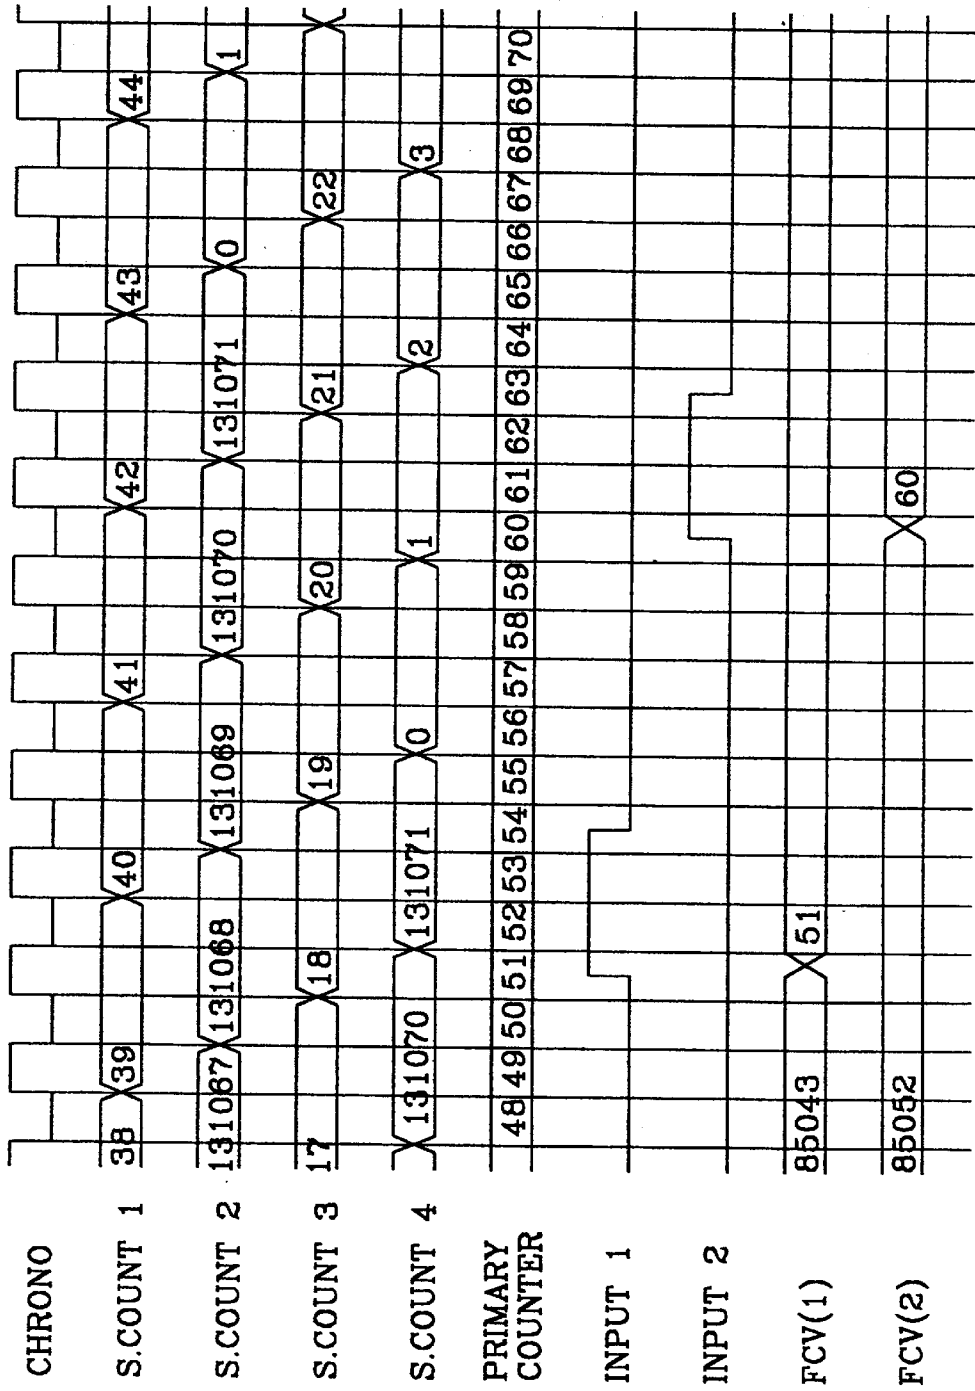 CHRONO
S.COUNT 1 38 39 40 41 42 43 44
S.COUNT 2 131067 131068 131069 131070 131071 0 1
S.COUNT 3 17 18 19 20 21 22
S.COUNT 4 131070 131071 0 1 2 3
PRIMARY
COUNTER 48 49 50 51 52 53 54 55 56 57 58 59 60 61 62 63 64 65 66 67 68 69 70
INPUT 1
INPUT 2
FCV(1) 85043 51
FCV(2) 85052 60